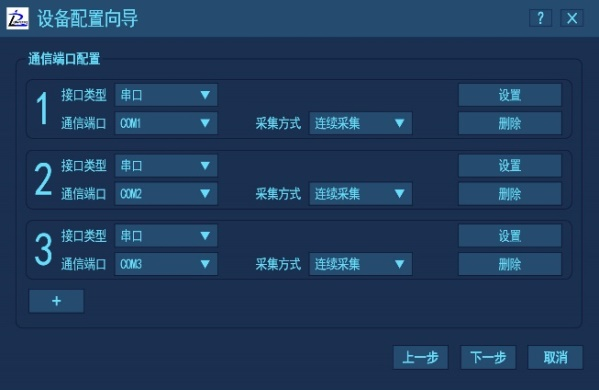 设备配置向导 ? X
通信端口配置
1 接口类型 串口 ▼ 设置
通信端口 COM1 ▼ 采集方式 连续采集 ▼ 删除
2 接口类型 串口 ▼ 设置
通信端口 COM2 ▼ 采集方式 连续采集 ▼ 删除
3 接口类型 串口 ▼ 设置
通信端口 COM3 ▼ 采集方式 连续采集 ▼ 删除
+
上一步 下一步 取消